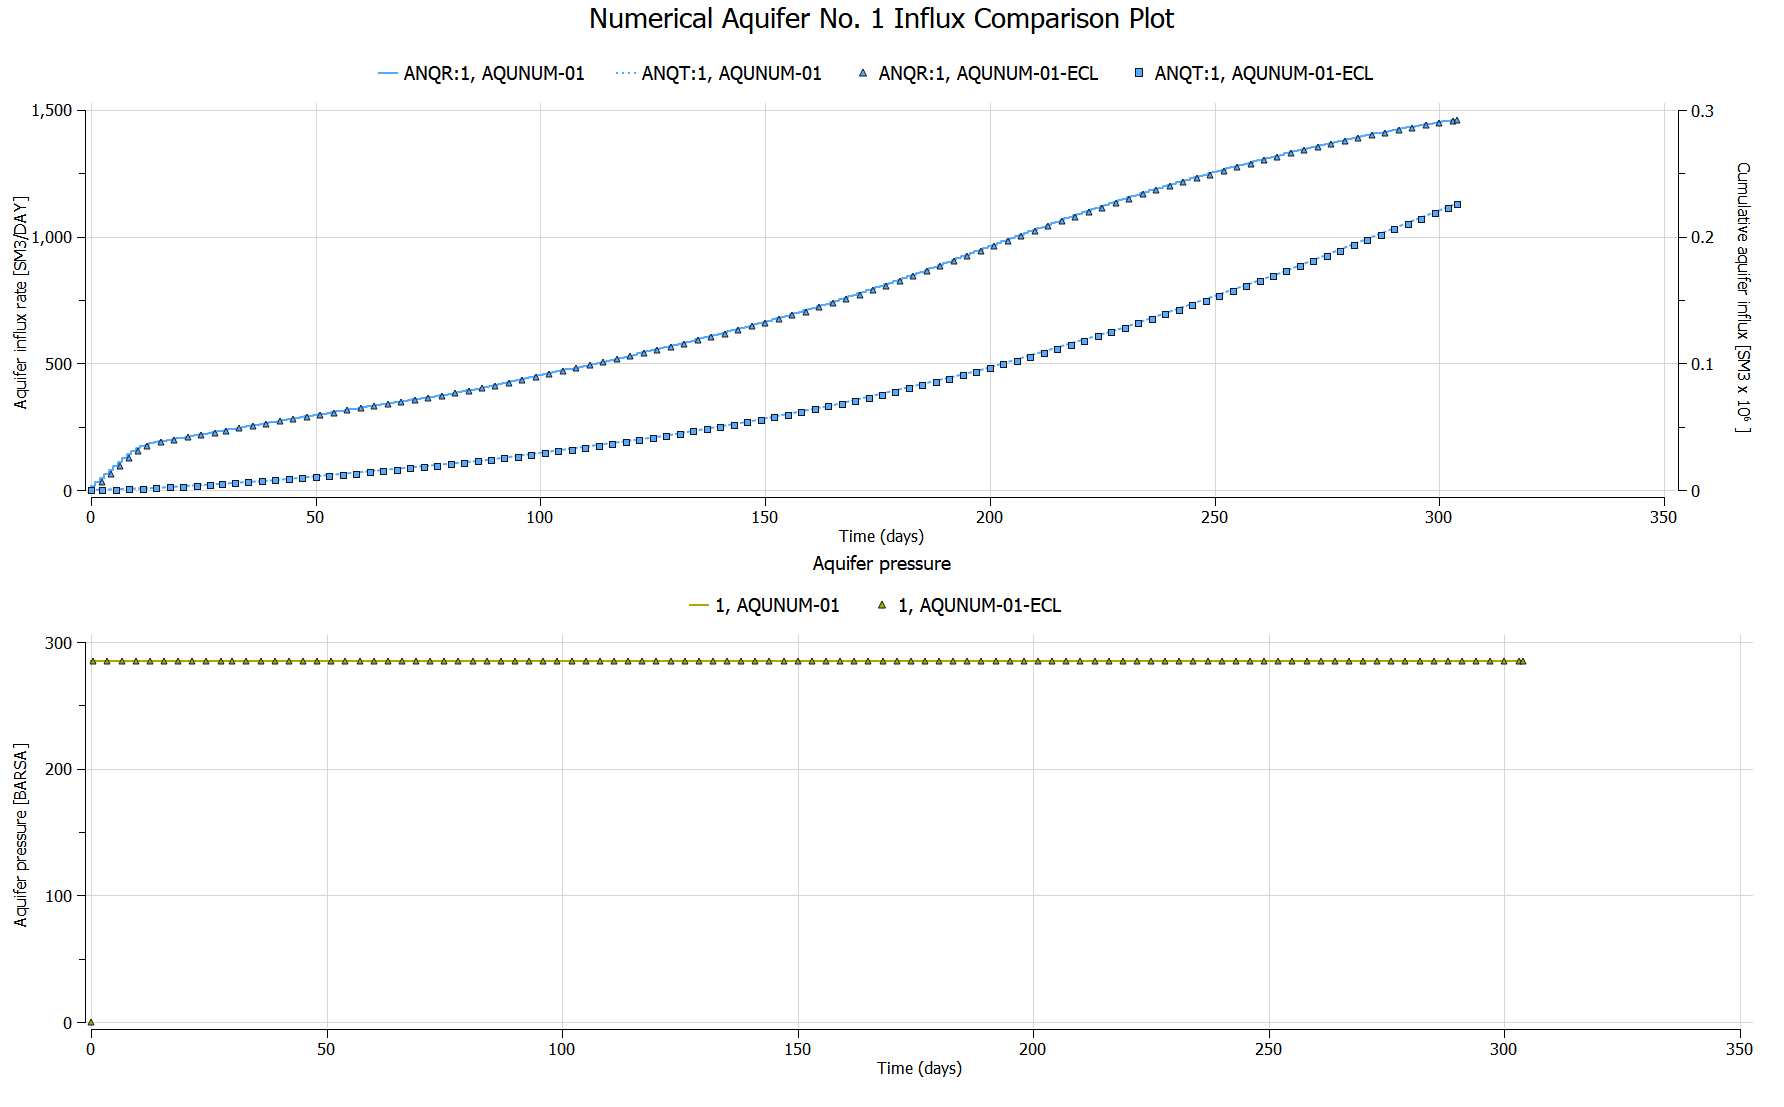 Numerical Aquifer No. 1 Influx Comparison Plot
ANQR:1, AQUNUM-01 ANQT:1, AQUNUM-01 ANQR:1, AQUNUM-01-ECL ANQT:1, AQUNUM-01-ECL
Aquifer influx rate [SM3/DAY]
1,500
1,000
500
0
0.3
0.2
0.1
0
Cumulative aquifer influx [SM3 x 10⁶ ]
0 50 100 150 200 250 300 350
Time (days)
Aquifer pressure
1, AQUNUM-01 1, AQUNUM-01-ECL
Aquifer pressure [BARSA]
300
200
100
0
0 50 100 150 200 250 300 350
Time (days)